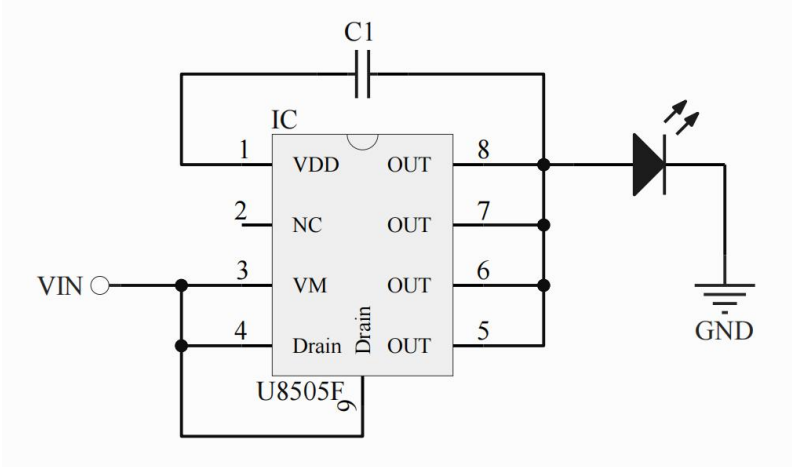 C1
IC
1 VDD OUT 8
2 NC OUT 7
VIN 3 VM OUT 6
4 Drain Drain OUT 5
GND
U8505F
9